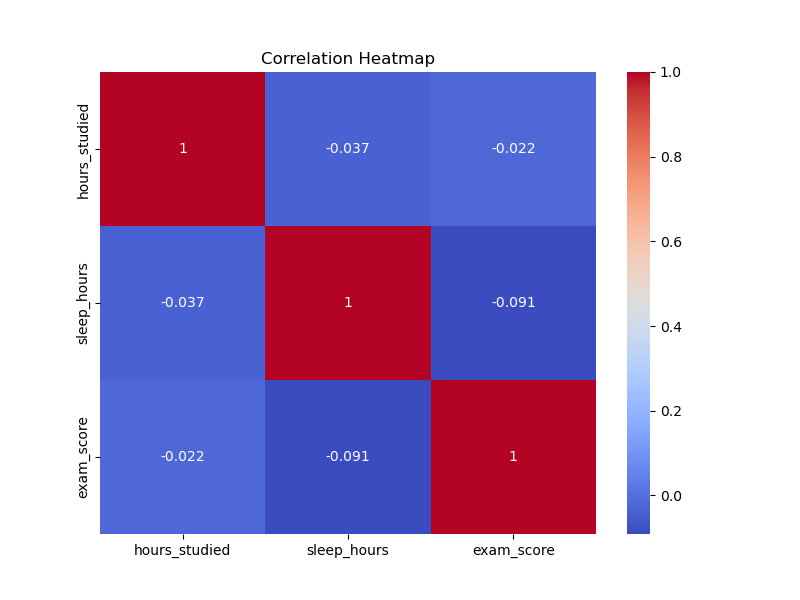 Correlation Heatmap
hours_studied
1
-0.037
-0.022
sleep_hours
-0.037
1
-0.091
exam_score
-0.022
-0.091
1
hours_studied
sleep_hours
exam_score
1.0
0.8
0.6
0.4
0.2
0.0